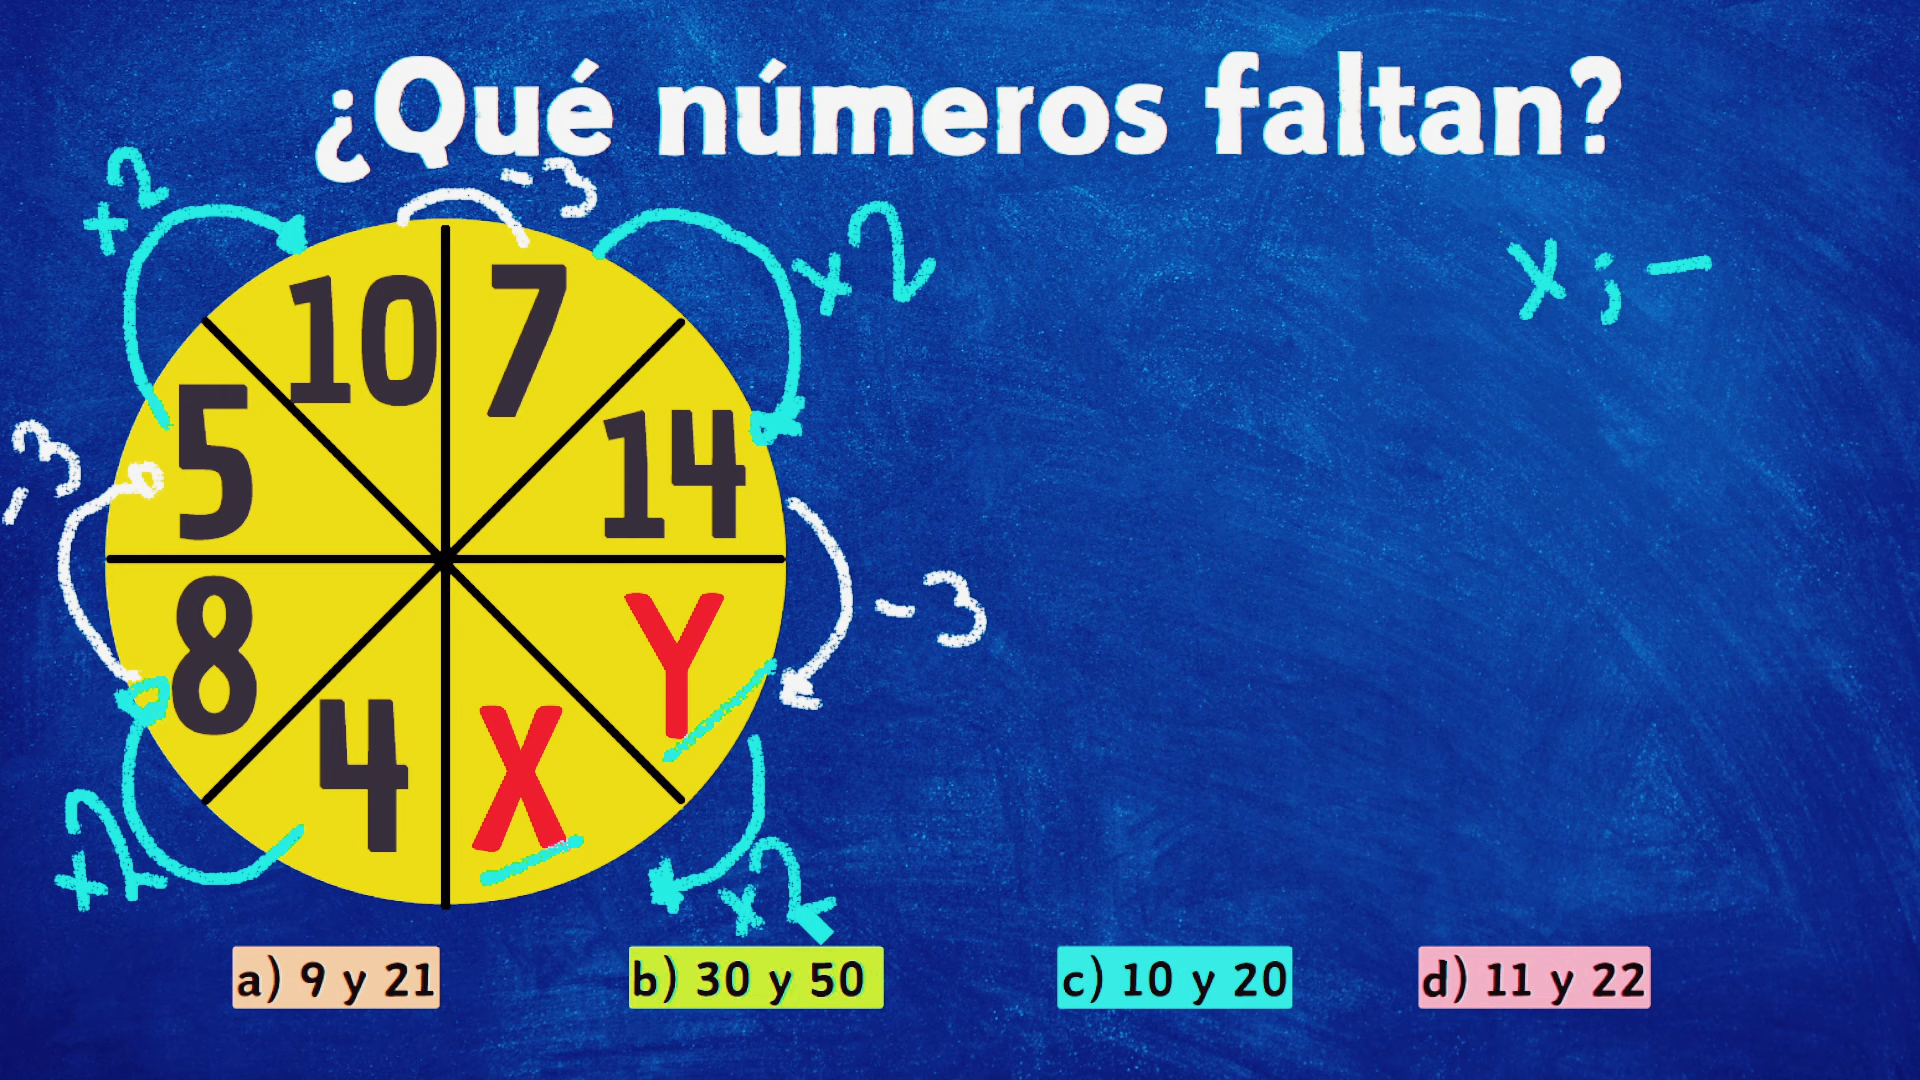 ¿Qué números faltan?
x2
-3
x2
x ; -
10 7
5 14
-3
8 Y
-3
4 X
x2
x2
a) 9 y 21
b) 30 y 50
c) 10 y 20
d) 11 y 22